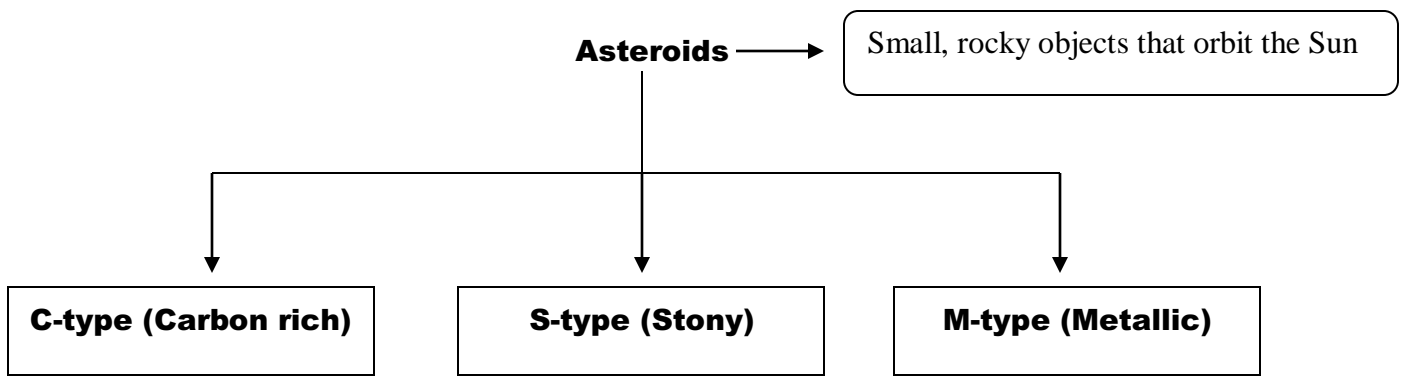 Asteroids
Small, rocky objects that orbit the Sun
C-type (Carbon rich)
S-type (Stony)
M-type (Metallic)